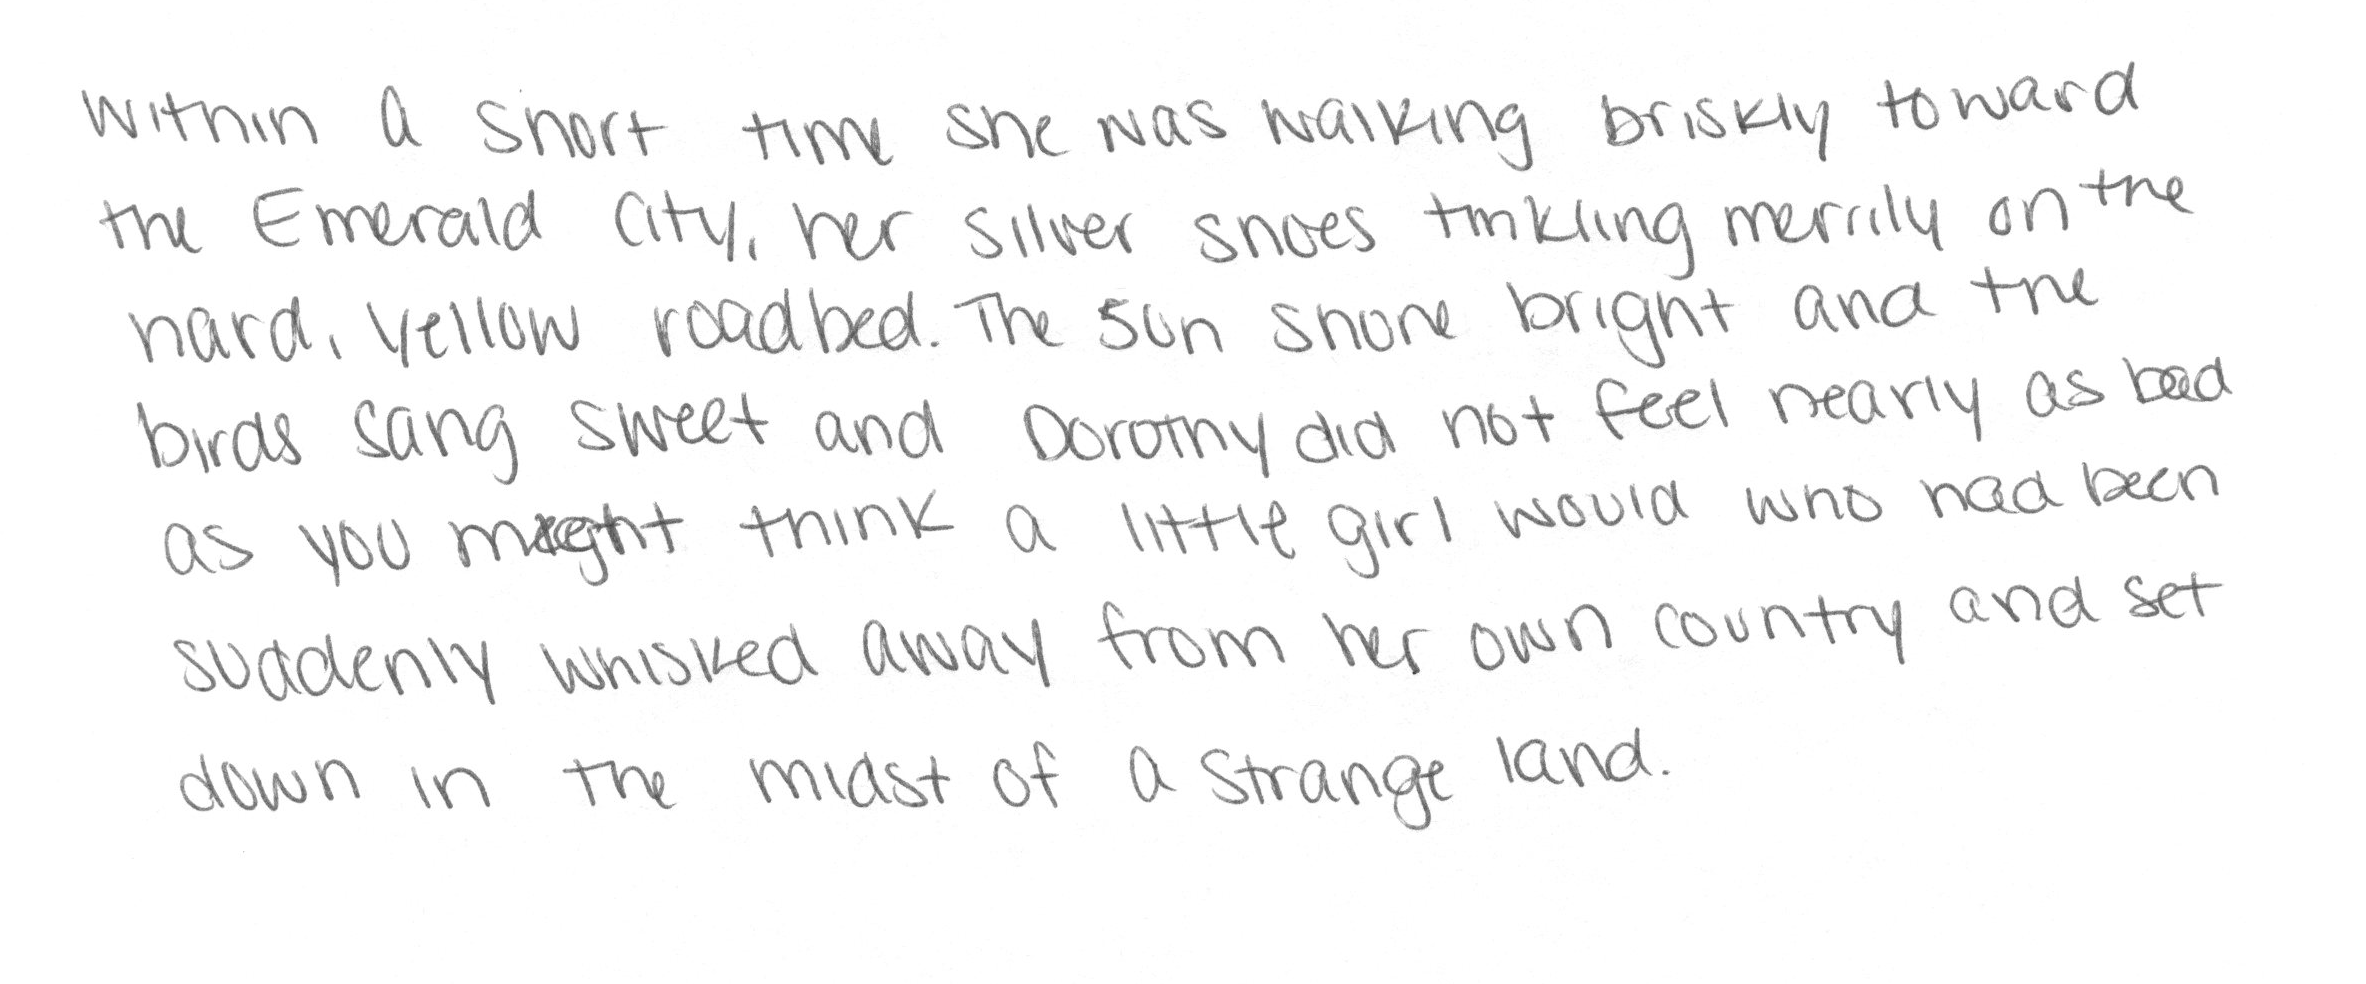 Within a short time she was walking briskly toward
the Emerald City, her silver shoes tinkling merrily on the
hard, yellow roadbed. The sun shone bright and the
birds sang sweet and Dorothy did not feel nearly as bad
as you might think a little girl would who had been
suddenly whisked away from her own country and set
down in the midst of a strange land.